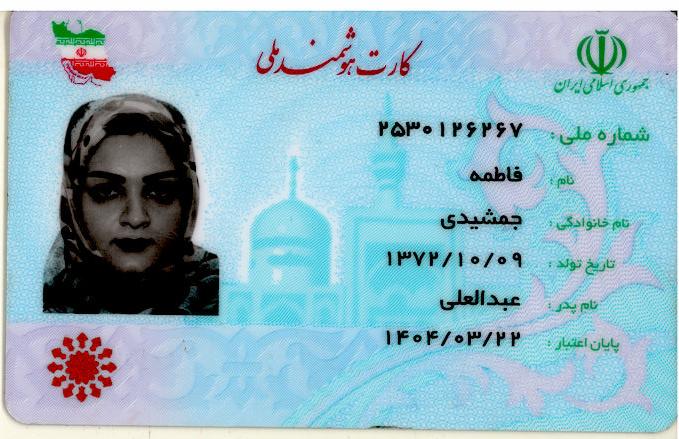 کارت هوشمند ملی
جمهوری اسلامی ایران
شماره ملی : ۲۵۳۰۱۲۶۲۶۷
نام : فاطمه
نام خانوادگی : جمشیدی
تاریخ تولد : ۱۳۷۲/۱۰/۰۹
نام پدر : عبدالعلی
پایان اعتبار : ۱۴۰۴/۰۳/۲۲